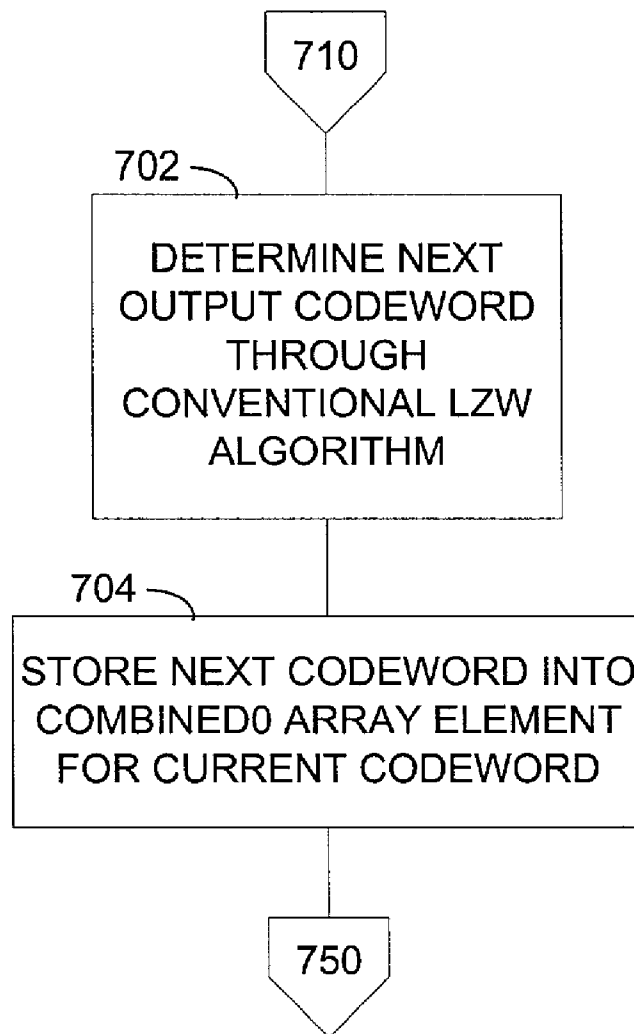 710
702
DETERMINE NEXT
OUTPUT CODEWORD
THROUGH
CONVENTIONAL LZW
ALGORITHM
704
STORE NEXT CODEWORD INTO
COMBINED0 ARRAY ELEMENT
FOR CURRENT CODEWORD
750